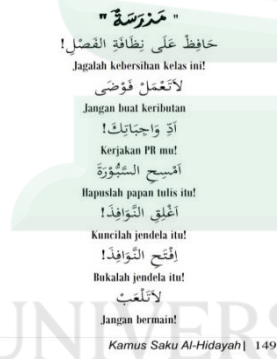 " مَدْرَسَةٌ "
حَافِظْ عَلَى نِظَافَةِ الفَصْلِ!
Jagalah kebersihan kelas ini!
لَاتَعْمَلْ فَوْضَى
Jangan buat keributan
اَدِّ وَاجِبَاتِكَ!
Kerjakan PR mu!
اَمْسِحِ السَّبُّوْرَةَ
Hapuslah papan tulis itu!
اَغْلِقِ النَّوَافِذَ!
Kuncilah jendela itu!
اِفْتَحِ النَّوَافِذَ!
Bukalah jendela itu!
لَاتَلْعَبْ
Jangan bermain!
UNIVERS
Kamus Saku Al-Hidayah| 149